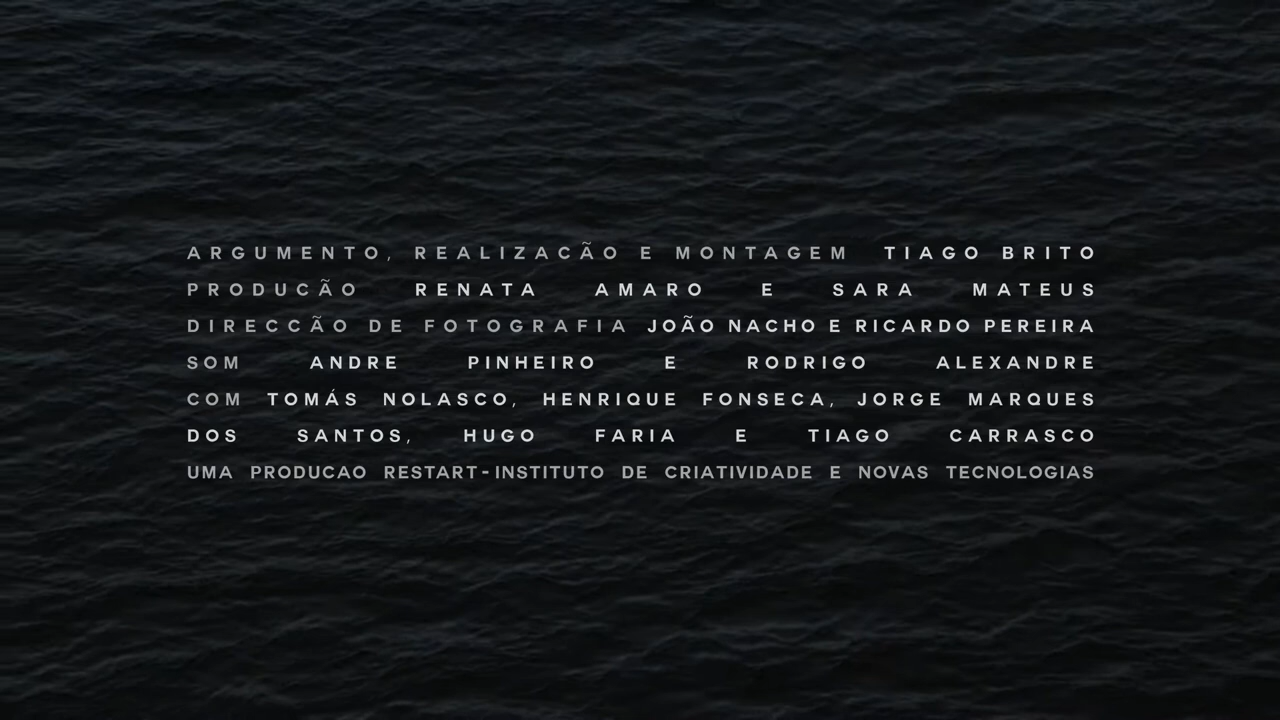 ARGUMENTO, REALIZACÃO E MONTAGEM TIAGO BRITO
PRODUCÃO RENATA AMARO E SARA MATEUS
DIRECCÃO DE FOTOGRAFIA JOÃO NACHO E RICARDO PEREIRA
SOM ANDRE PINHEIRO E RODRIGO ALEXANDRE
COM TOMÁS NOLASCO, HENRIQUE FONSECA, JORGE MARQUES
DOS SANTOS, HUGO FARIA E TIAGO CARRASCO
UMA PRODUCAO RESTART-INSTITUTO DE CRIATIVIDADE E NOVAS TECNOLOGIAS